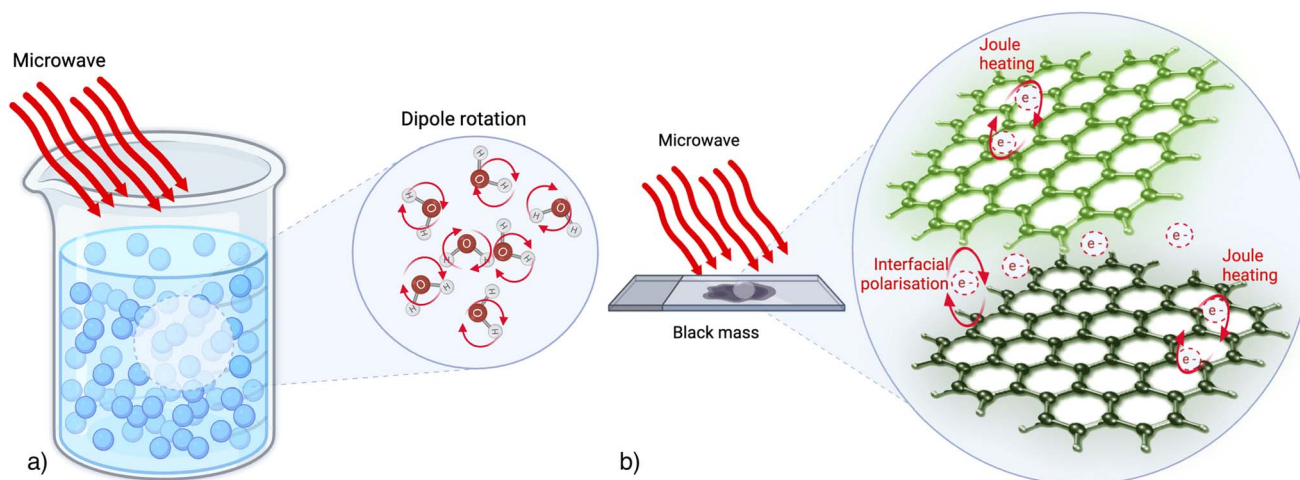 Microwave
Dipole rotation
H
O
H
H
O
H
O
H
H
H
O
H
H
O
H
H
O
H
H
O
H
a)
Microwave
Black mass
Joule
heating
e-
e-
e-
e-
Interfacial
polarisation
e-
e-
Joule
heating
e-
e-
b)